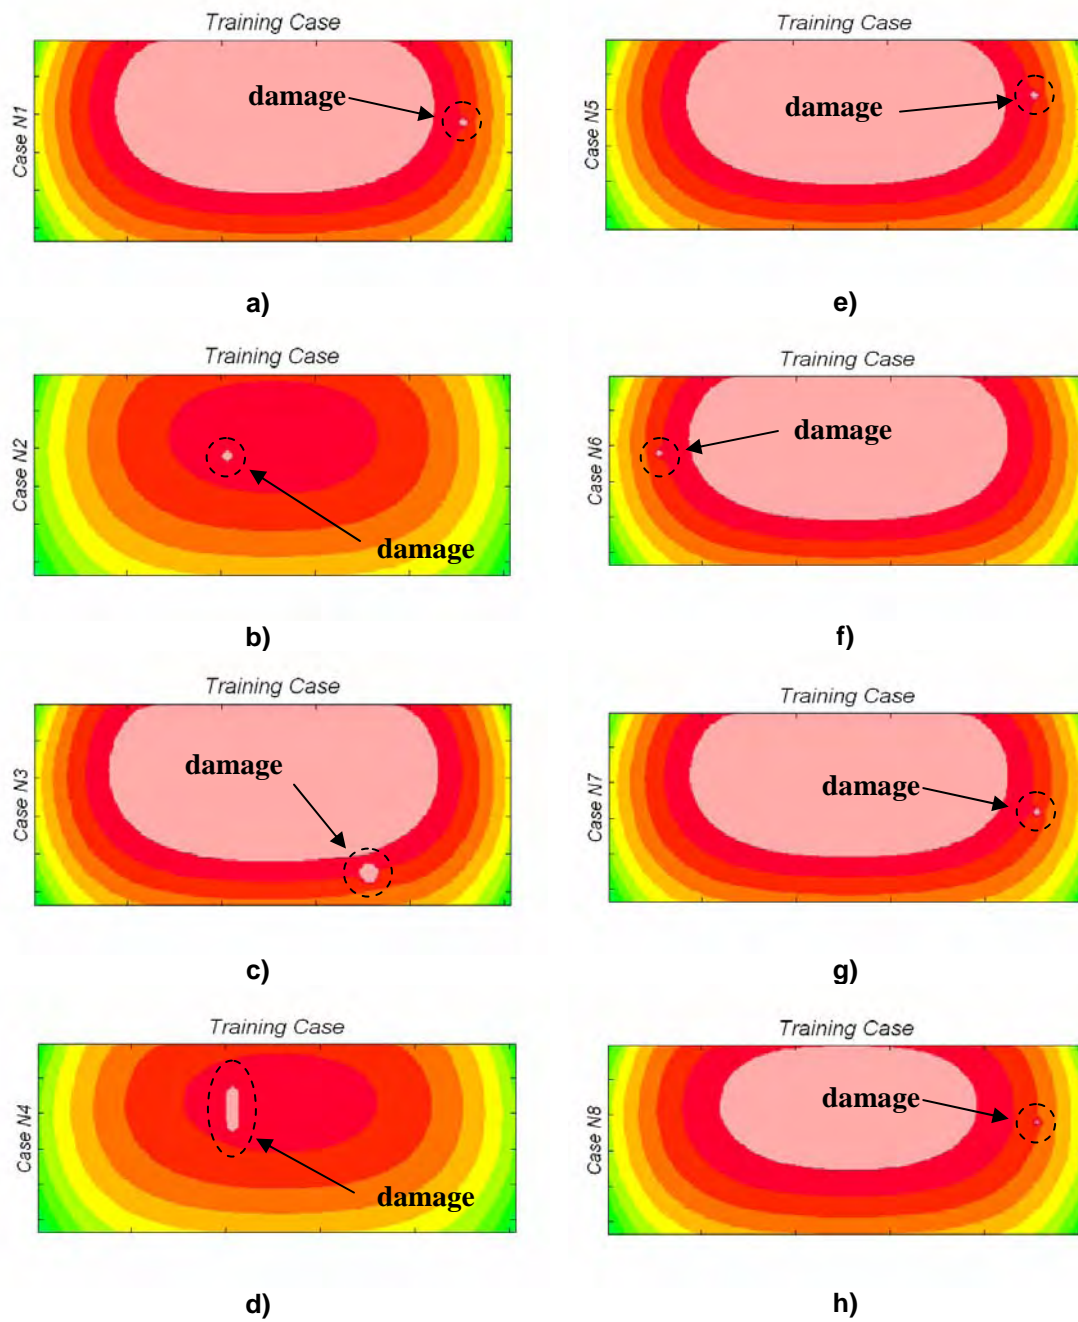 Training Case
Case N1
damage
a)
Training Case
Case N2
damage
b)
Training Case
Case N3
damage
c)
Training Case
Case N4
damage
d)
Training Case
Case N5
damage
e)
Training Case
Case N6
damage
f)
Training Case
Case N7
damage
g)
Training Case
Case N8
damage
h)